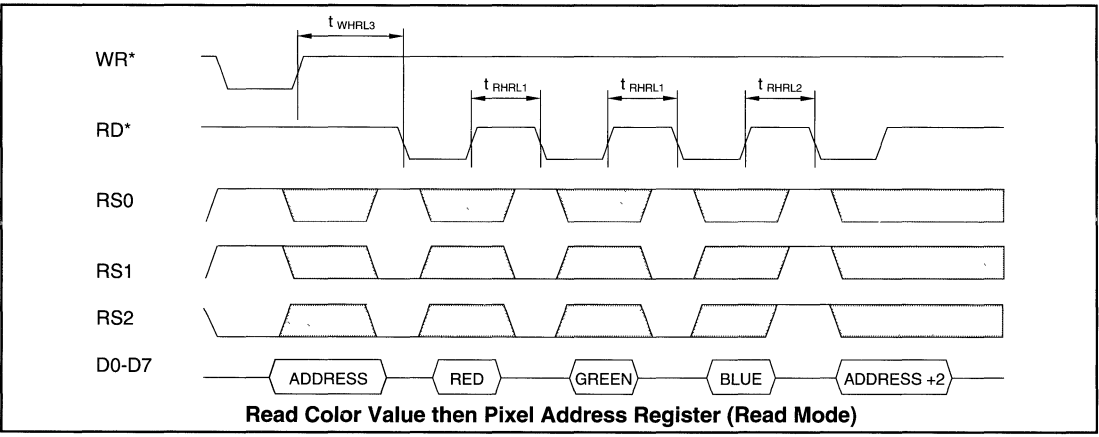 t WHRL3
WR*
t RHRL1 t RHRL1 t RHRL2
RD*
RS0
RS1
RS2
D0-D7 ADDRESS RED GREEN BLUE ADDRESS +2
Read Color Value then Pixel Address Register (Read Mode)